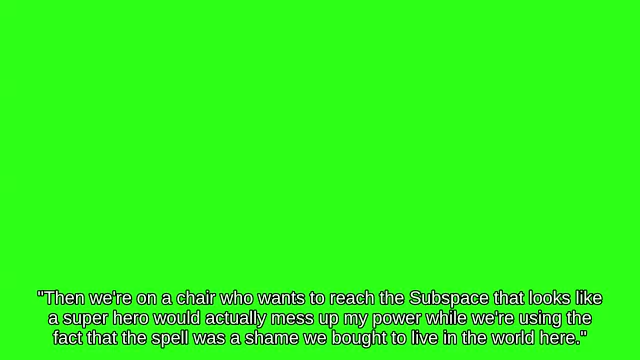 "Then we're on a chair who wants to reach the Subspace that looks like
a super hero would actually mess up my power while we're using the
fact that the spell was a shame we bought to live in the world here."